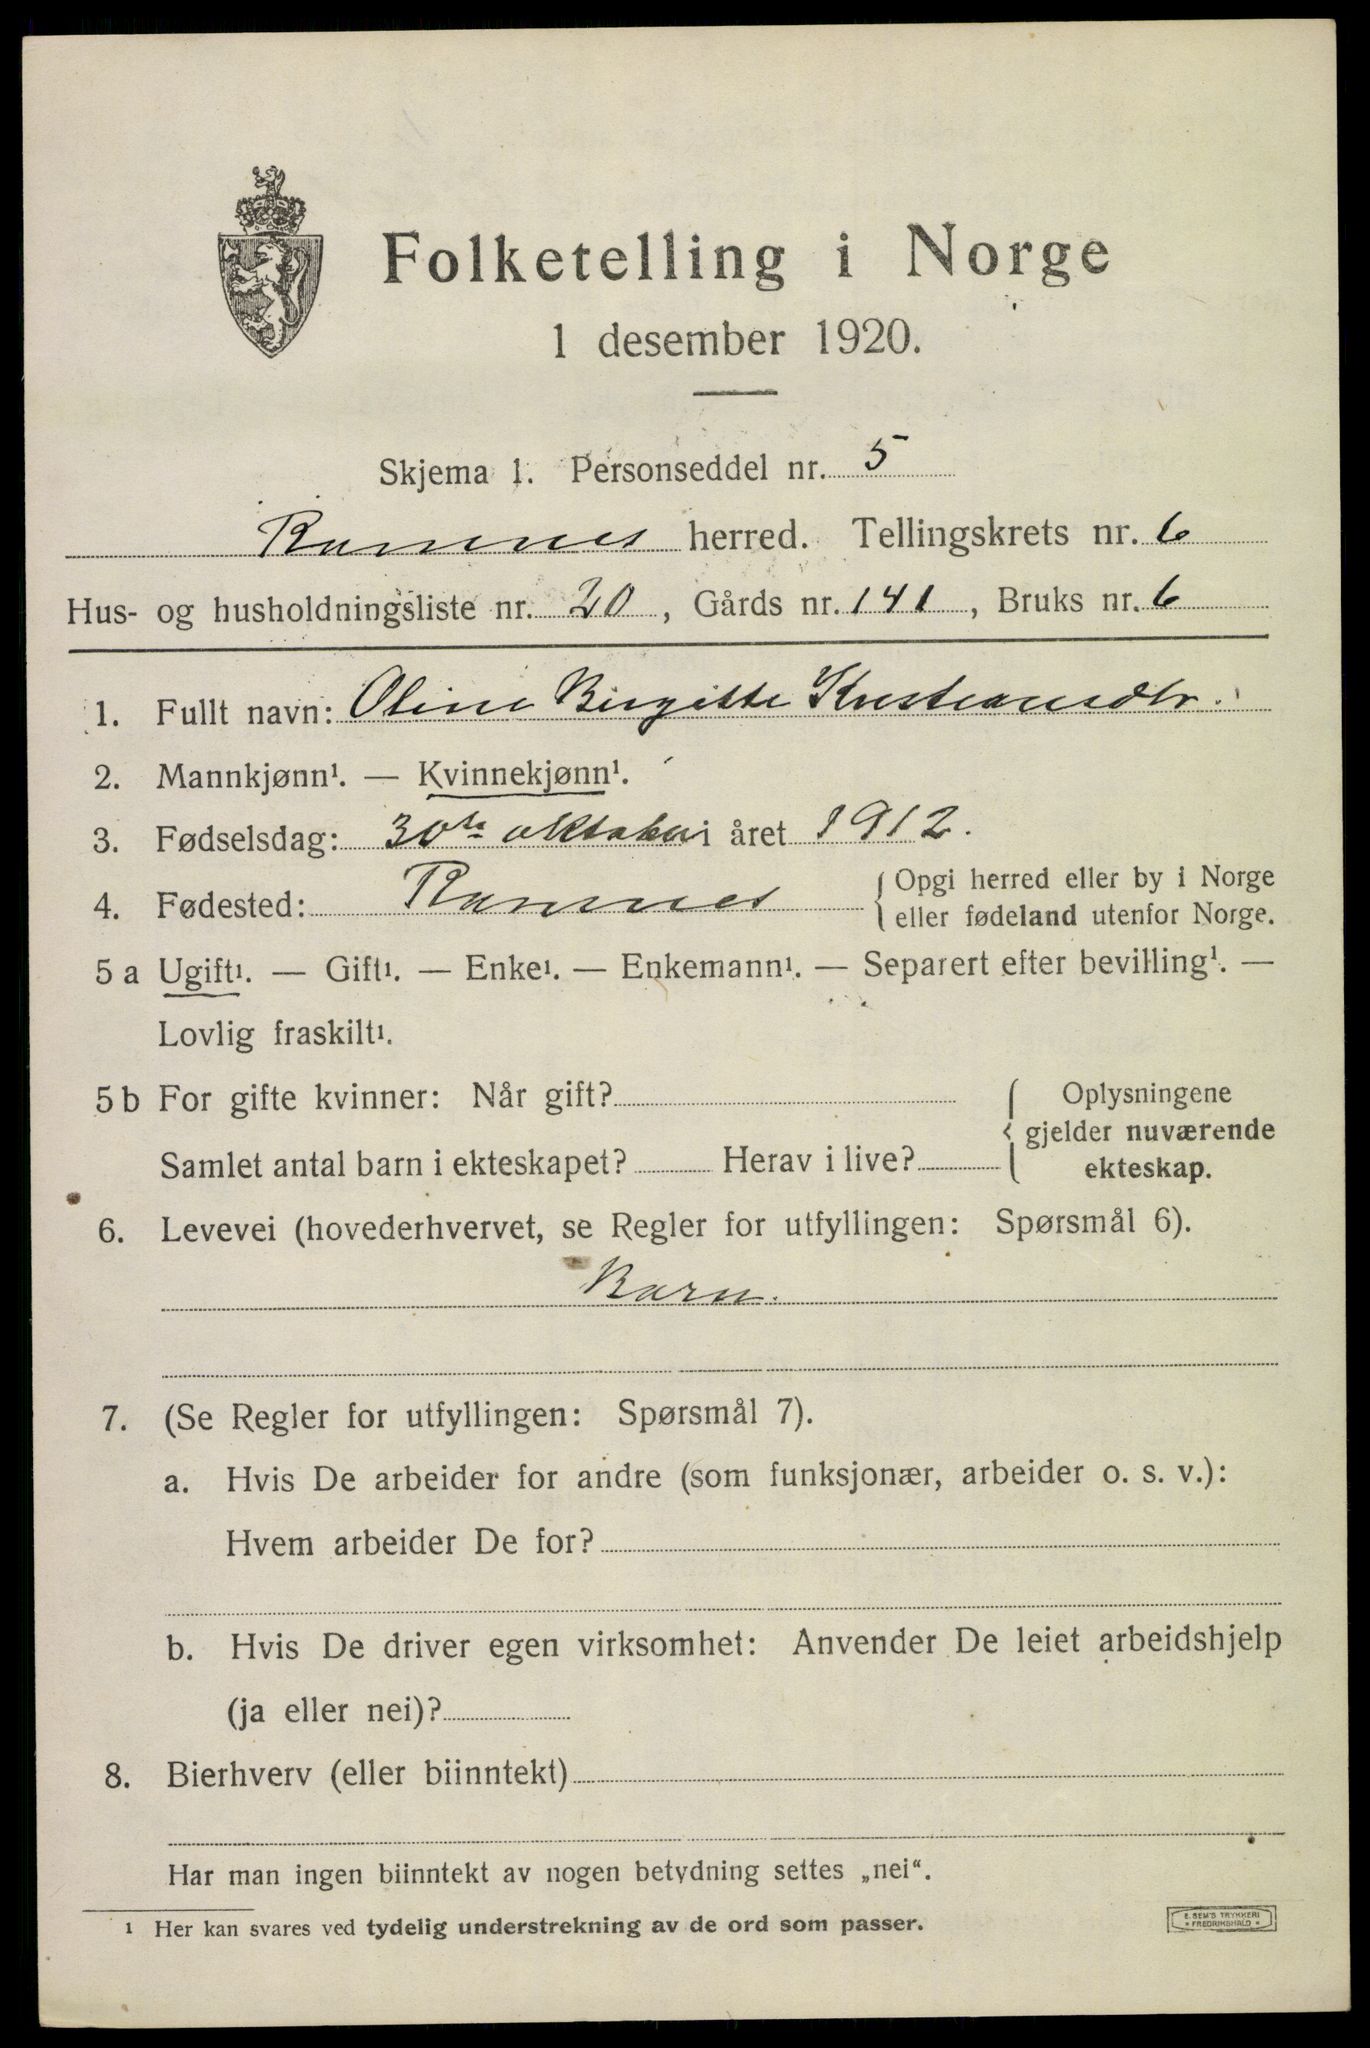 Folketelling i Norge
1 desember 1920.
Skjema 1. Personseddel nr. 5
Ramnes herred. Tellingskrets nr. 6
Hus- og husholdningsliste nr. 20, Gårds nr. 141, Bruks nr. 6
1. Fullt navn: Oline Birgitte Kristiansdtr.
2. Mannkjønn¹. — Kvinnekjønn¹.
3. Fødselsdag: 30te oktober i året 1912.
4. Fødested: Ramnes {Opgi herred eller by i Norge
eller fødeland utenfor Norge.
5 a Ugift¹. — Gift¹. — Enke¹. — Enkemann¹. — Separert efter bevilling¹. —
Lovlig fraskilt¹.
5 b For gifte kvinner: Når gift? { Oplysningene
gjelder nuværende
Samlet antal barn i ekteskapet? Herav i live? ekteskap.
6. Levevei (hovederhvervet, se Regler for utfyllingen: Spørsmål 6).
Barn.
7. (Se Regler for utfyllingen: Spørsmål 7).
a. Hvis De arbeider for andre (som funksjonær, arbeider o. s. v.):
Hvem arbeider De for?
b. Hvis De driver egen virksomhet: Anvender De leiet arbeidshjelp
(ja eller nei)?
8. Bierhverv (eller biinntekt)
Har man ingen biinntekt av nogen betydning settes „nei“.
¹ Her kan svares ved tydelig understrekning av de ord som passer.
E. SEM'S TRYKKERI
* FREDRIKSHALD *